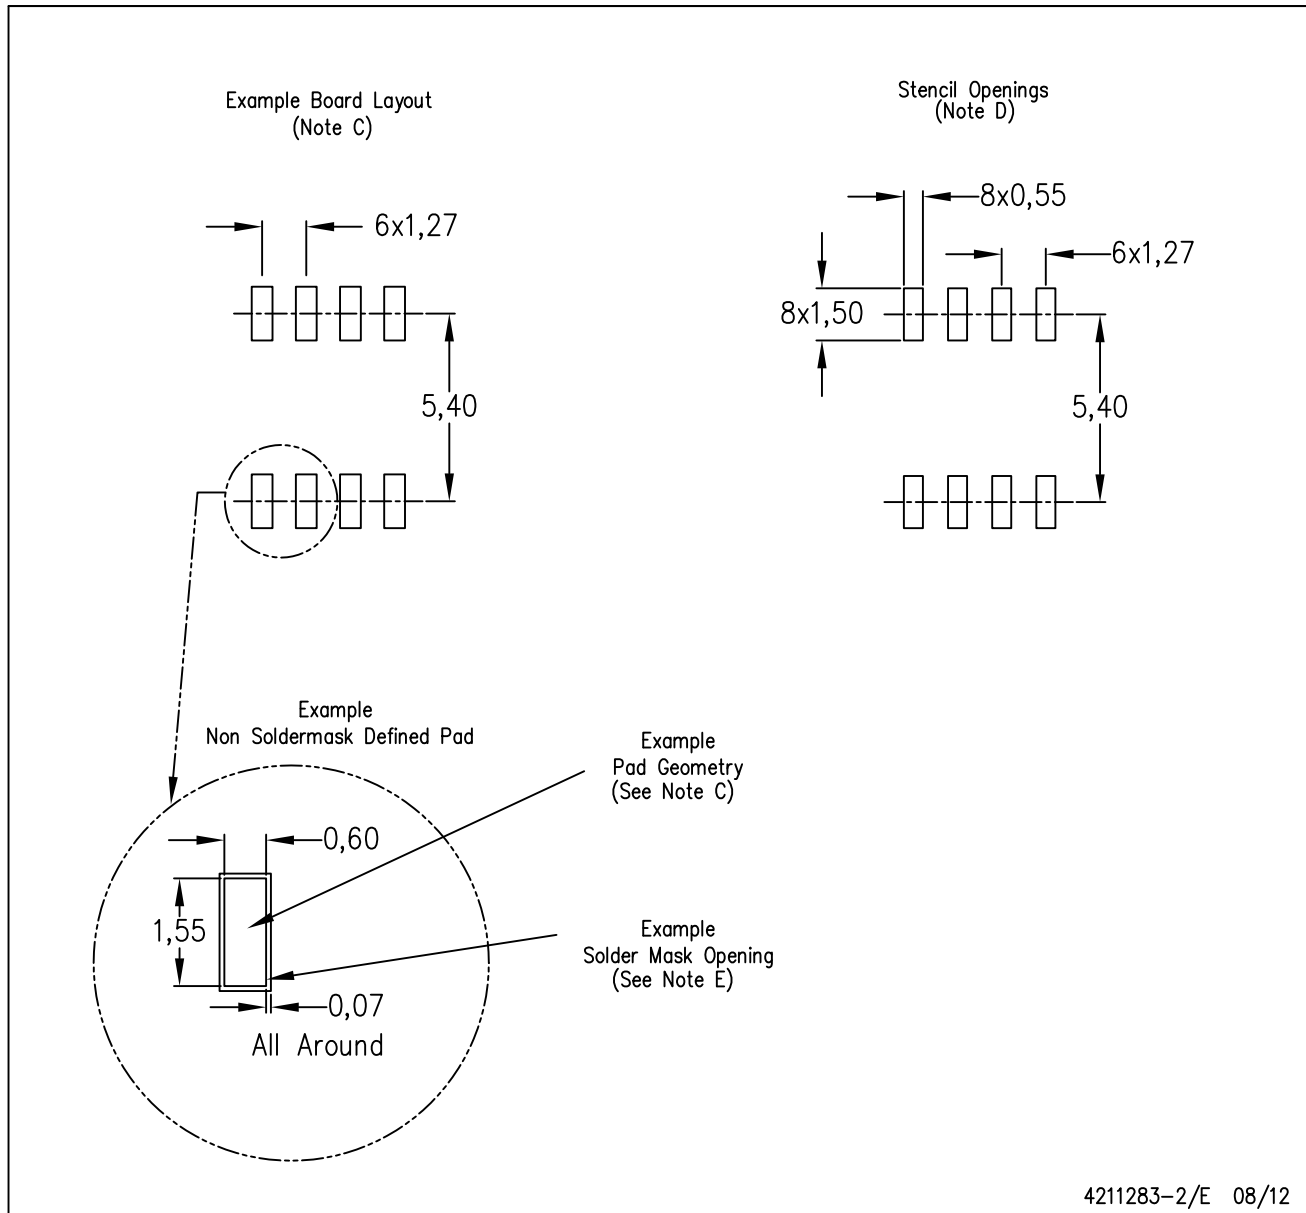 Example Board Layout
(Note C)
6x1,27
5,40
Stencil Openings
(Note D)
8x0,55
6x1,27
8x1,50
5,40
Example
Non Soldermask Defined Pad
0,60
1,55
0,07
All Around
Example
Pad Geometry
(See Note C)
Example
Solder Mask Opening
(See Note E)
4211283-2/E 08/12